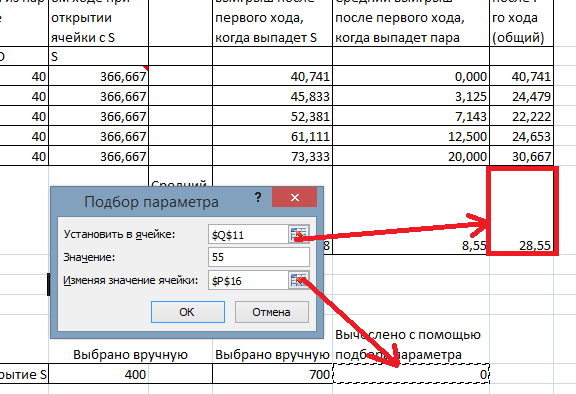 е из пар ом ходе при выигрыш после Средний выигрыш после 1-
е открытии первого хода, после первого хода, го хода
ячейки с S когда выпадет S когда выпадет пара (общий)
O S
40 366,667 40,741 0,000 40,741
40 366,667 45,833 3,125 24,479
40 366,667 52,381 7,143 22,222
40 366,667 61,111 12,500 24,653
40 366,667 73,333 20,000 30,667
Средний
Подбор параметра ? ×
Установить в ячейке: $Q$11
Значение: 55
8 8,55 28,55
Изменяя значение ячейки: $P$16
ОК Отмена
Вычеслено с помощью
Выбрано вручную Выбрано вручную подбора параметра
рытие S 400 700 0